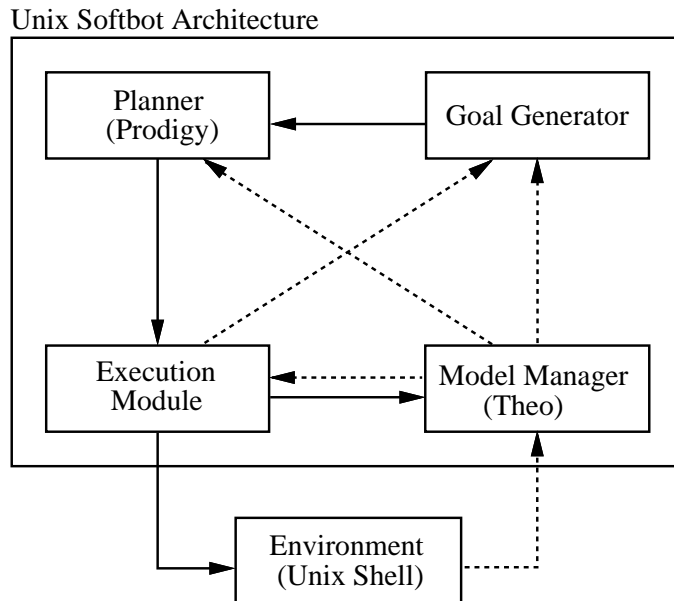 Unix Softbot Architecture
Planner
(Prodigy)
Goal Generator
Execution
Module
Model Manager
(Theo)
Environment
(Unix Shell)